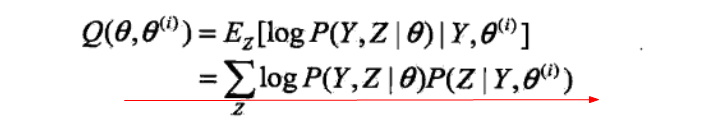 Q(θ,θ⁽ⁱ⁾) = E_Z[log P(Y,Z | θ) | Y,θ⁽ⁱ⁾]
= ∑_Z log P(Y,Z | θ)P(Z | Y,θ⁽ⁱ⁾)